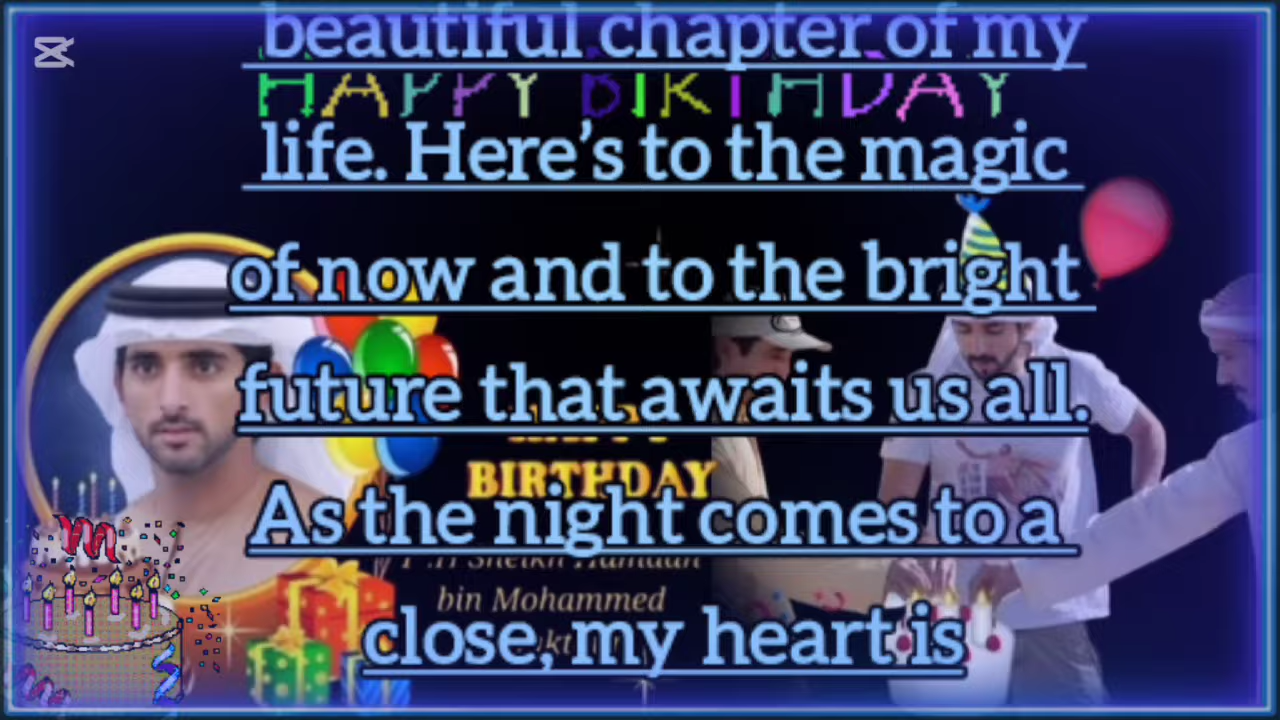 beautiful chapter of my
HAPPY BIRTHDAY
life. Here's to the magic
of now and to the bright
future that awaits us all.
BIRTHDAY
As the night comes to a
bin Mohammed
close, my heart is